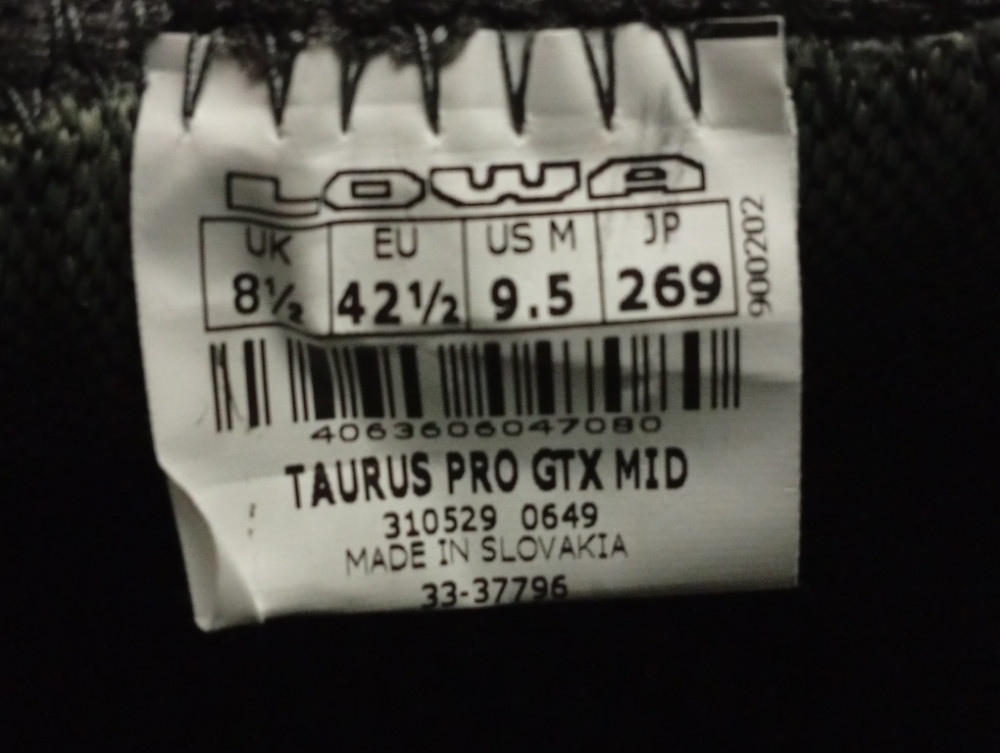 LOWA
UK EU US M JP
8½ 42½ 9.5 269
900202
4063606047080
TAURUS PRO GTX MID
310529 0649
MADE IN SLOVAKIA
33-37796